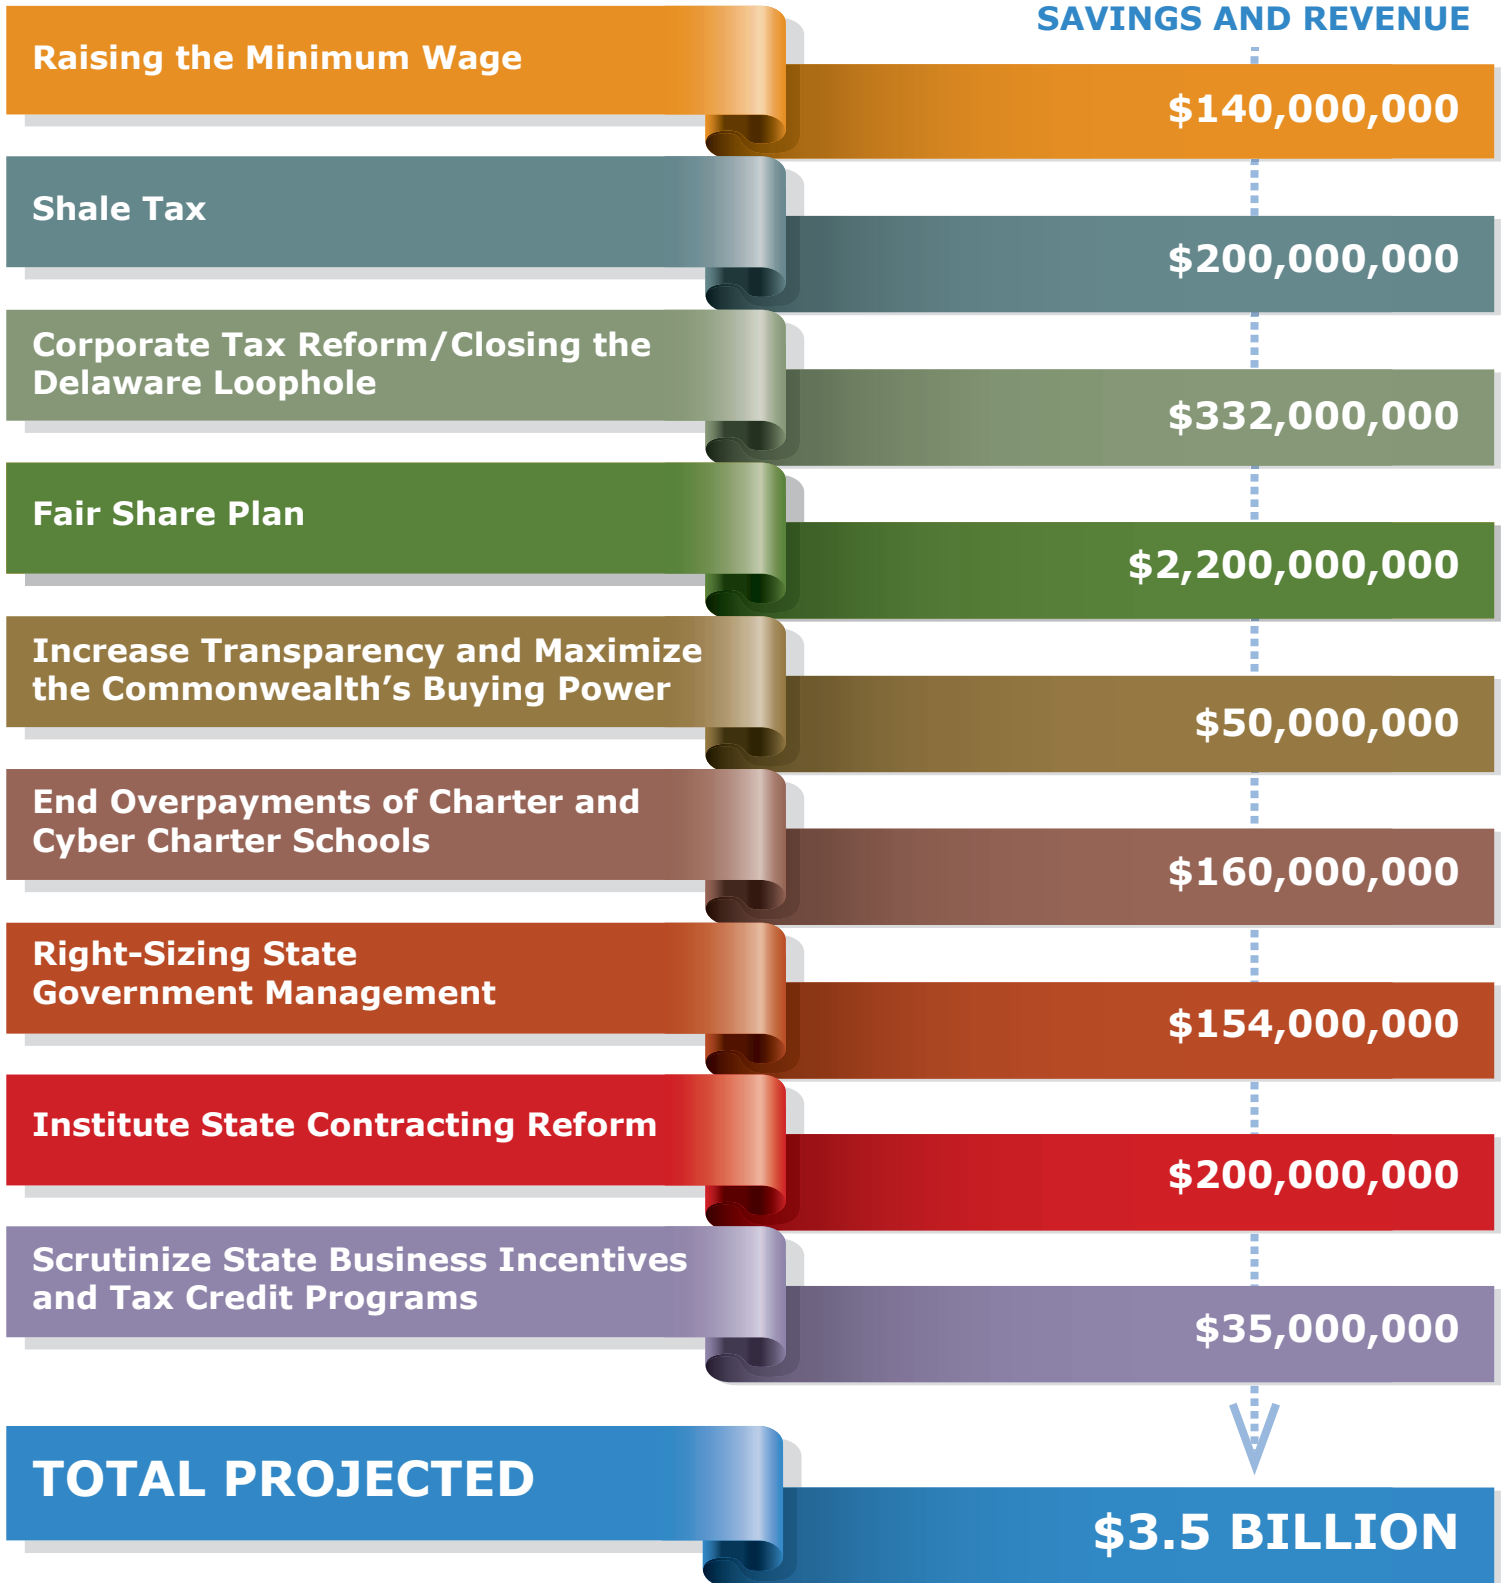 SAVINGS AND REVENUE
Raising the Minimum Wage
$140,000,000
Shale Tax
$200,000,000
Corporate Tax Reform/Closing the
Delaware Loophole
$332,000,000
Fair Share Plan
$2,200,000,000
Increase Transparency and Maximize
the Commonwealth’s Buying Power
$50,000,000
End Overpayments of Charter and
Cyber Charter Schools
$160,000,000
Right-Sizing State
Government Management
$154,000,000
Institute State Contracting Reform
$200,000,000
Scrutinize State Business Incentives
and Tax Credit Programs
$35,000,000
TOTAL PROJECTED
$3.5 BILLION